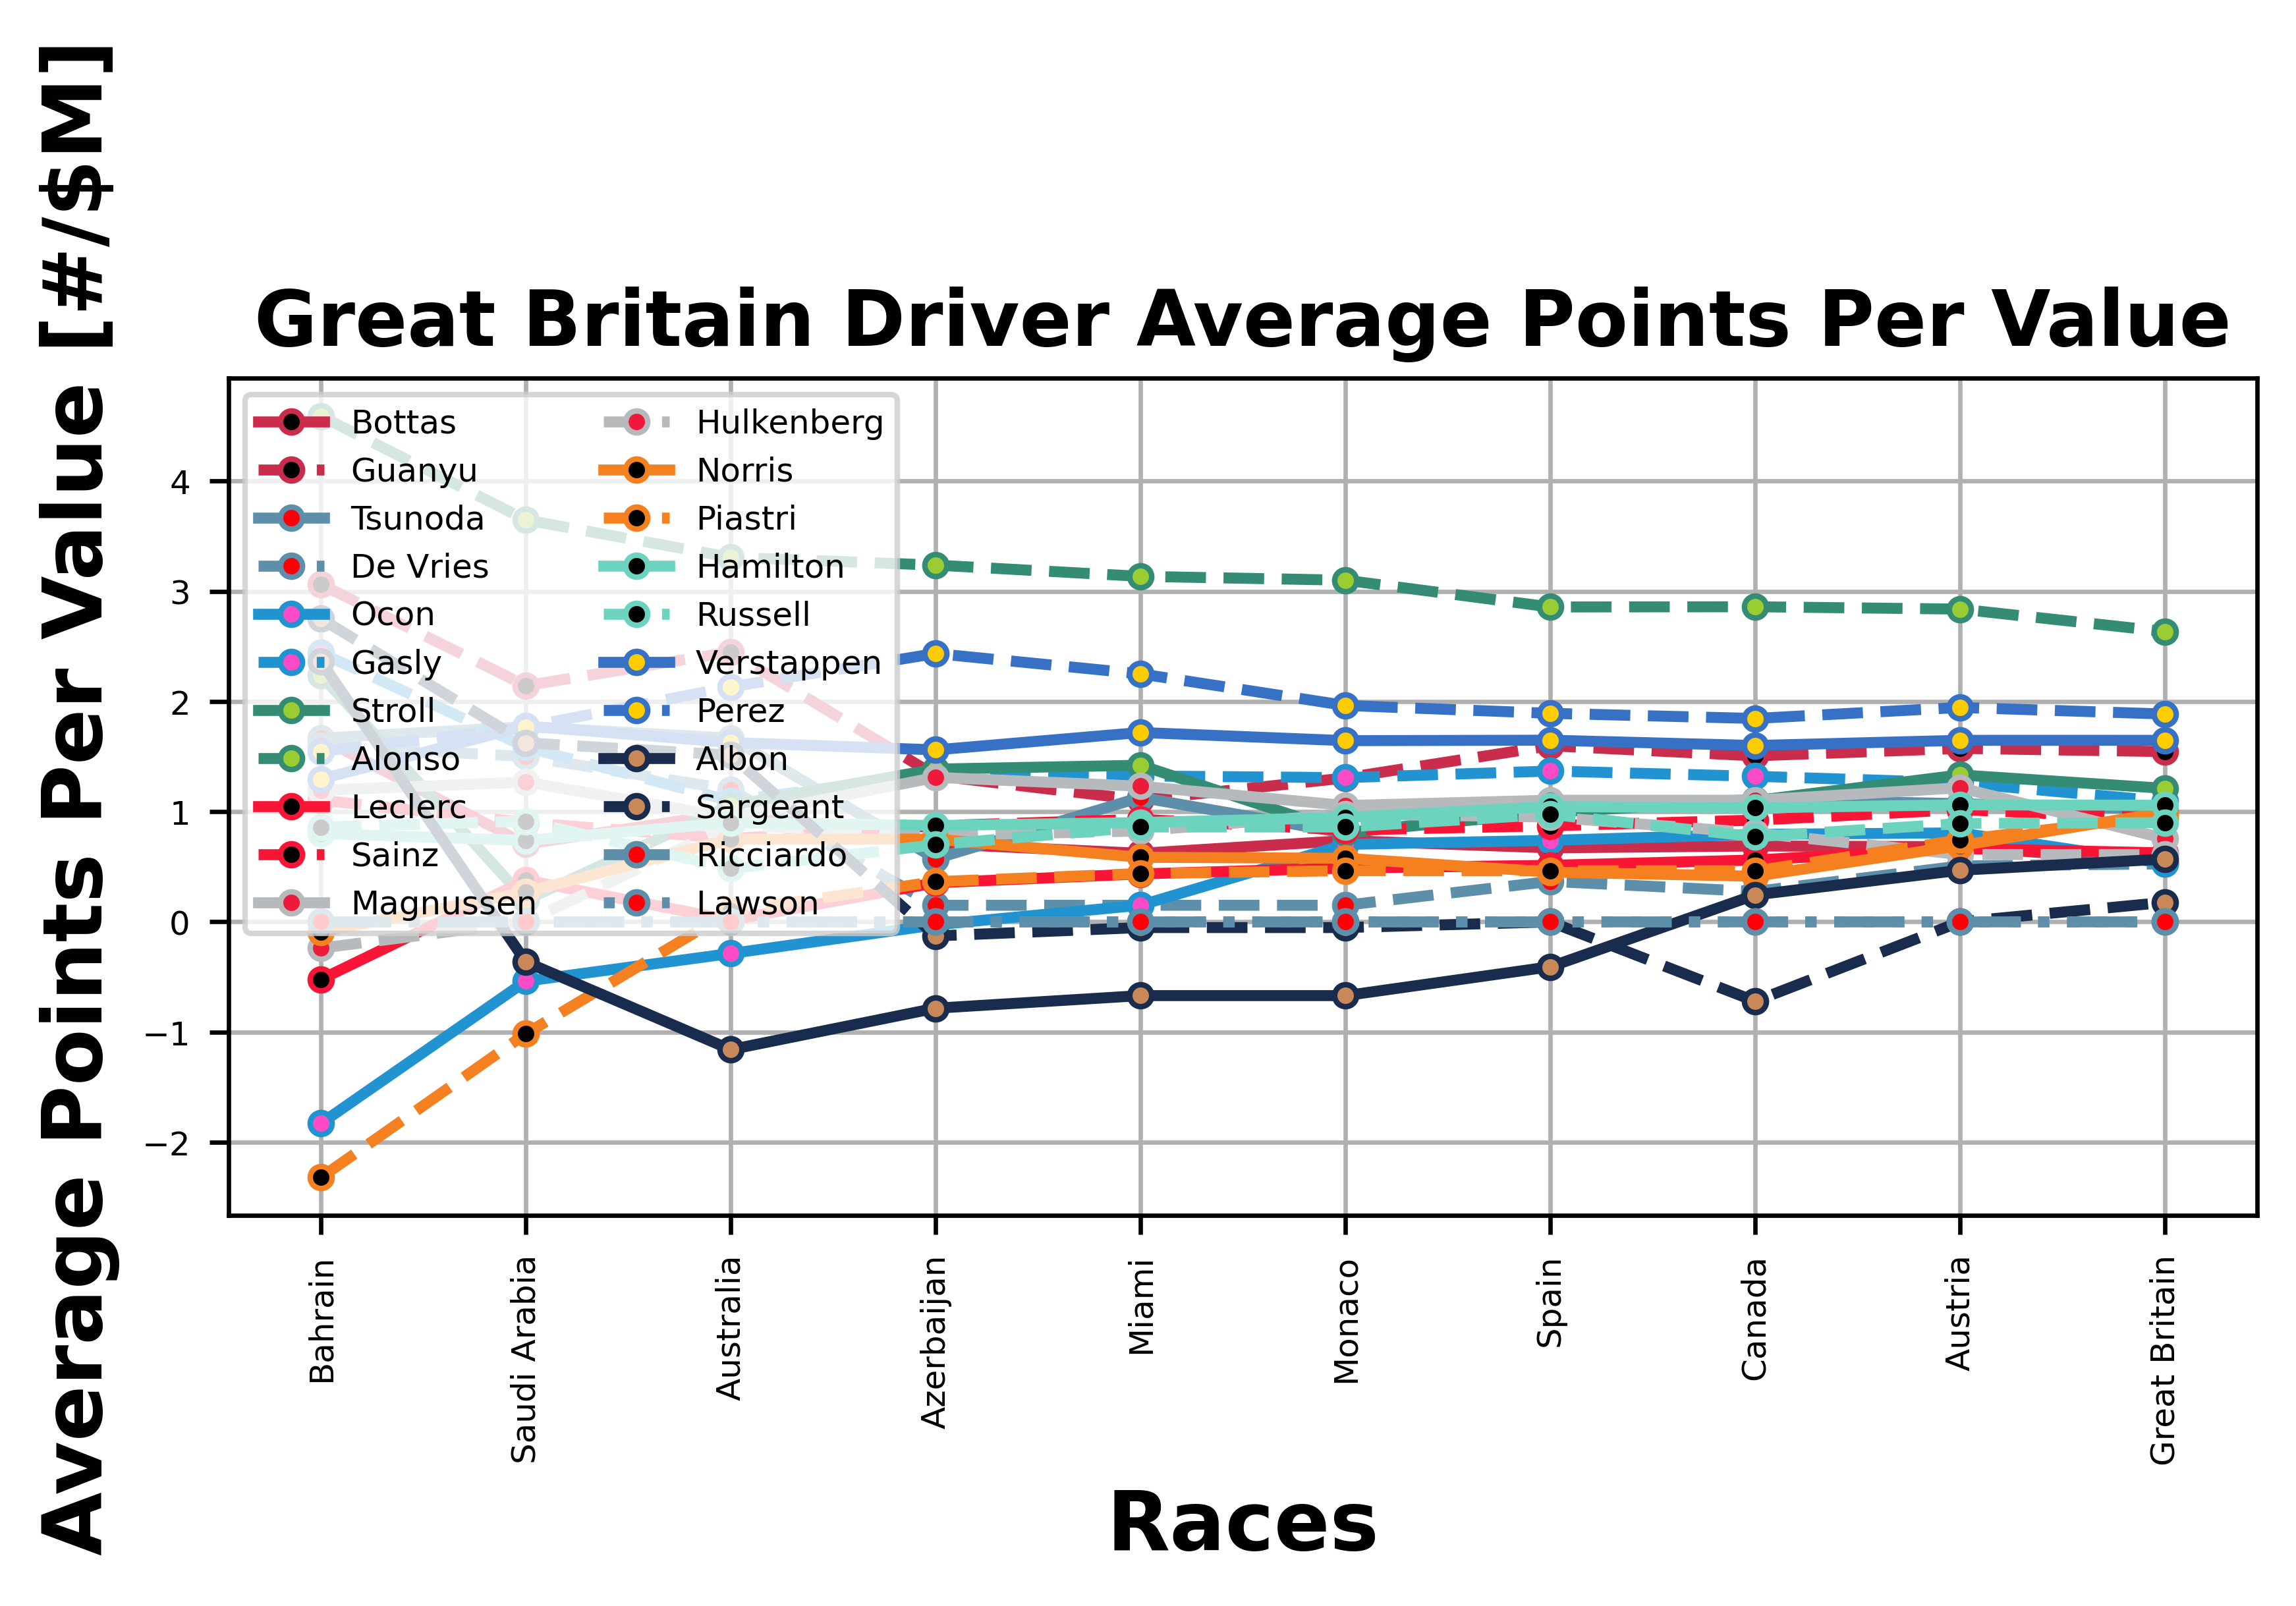 Great Britain Driver Average Points Per Value
Average Points Per Value [#/$M]
4
3
2
1
0
−1
−2
Bottas
Guanyu
Tsunoda
De Vries
Ocon
Gasly
Stroll
Alonso
Leclerc
Sainz
Magnussen
Hulkenberg
Norris
Piastri
Hamilton
Russell
Verstappen
Perez
Albon
Sargeant
Ricciardo
Lawson
Bahrain
Saudi Arabia
Australia
Azerbaijan
Miami
Monaco
Spain
Canada
Austria
Great Britain
Races